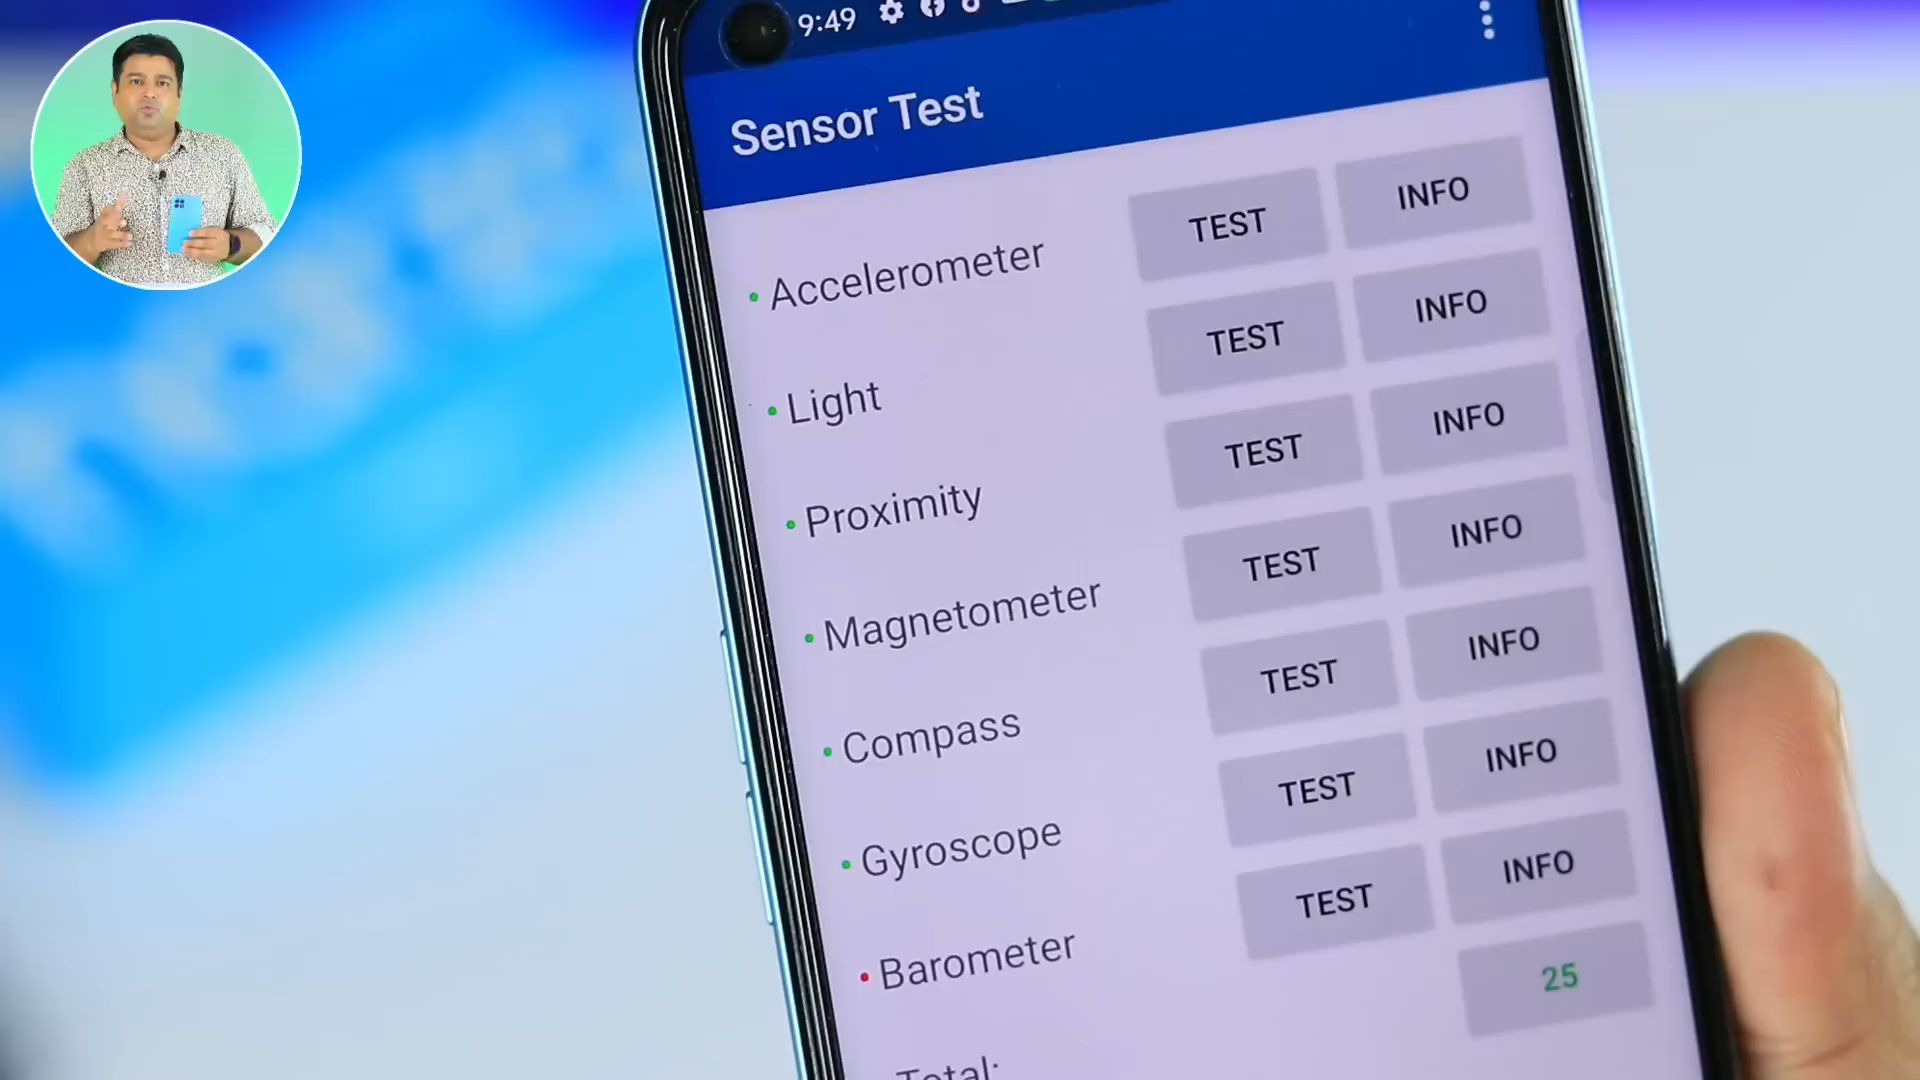 9:49
Sensor Test
Accelerometer TEST INFO
Light TEST INFO
Proximity TEST INFO
Magnetometer TEST INFO
Compass TEST INFO
Gyroscope TEST INFO
Barometer TEST INFO
Total: 25